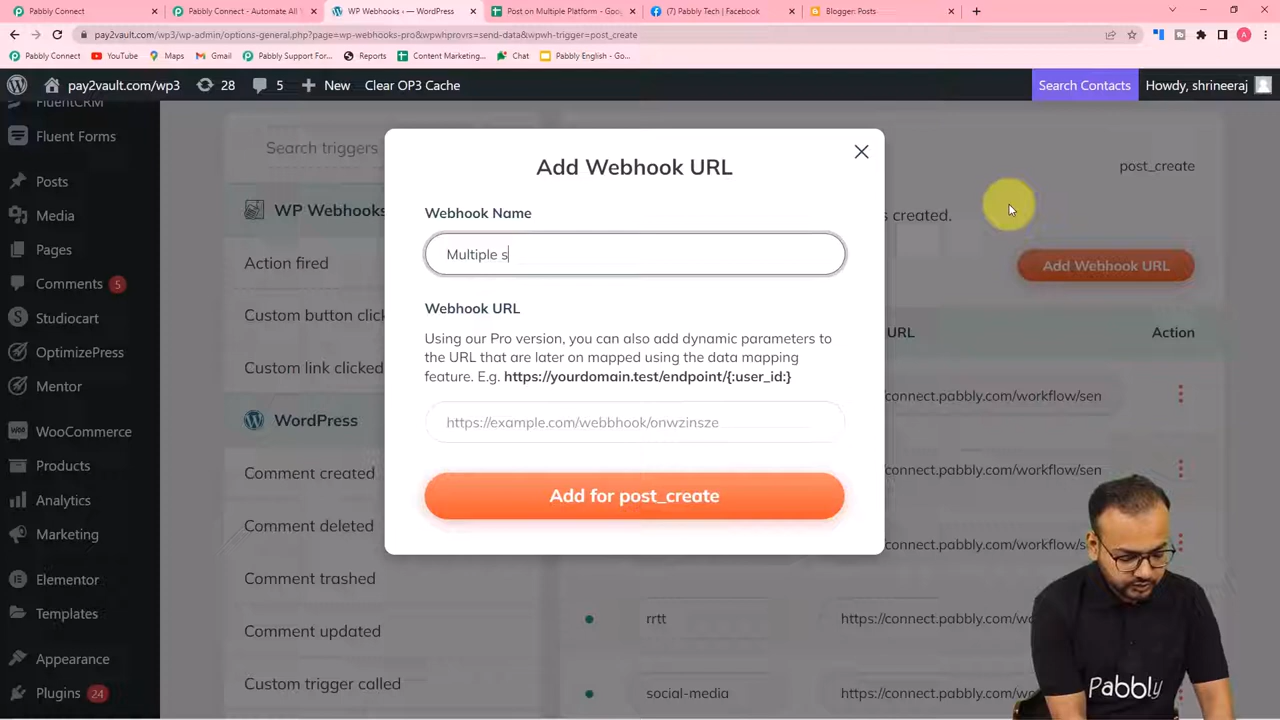 Pabbly Connect
Pabbly Connect - Automate All
WP Webhooks ‹ — WordPress
Post on Multiple Platform - Goo
(7) Pabbly Tech | Facebook
Blogger: Posts
pay2vault.com/wp3/wp-admin/options-general.php?page=wp-webhooks-pro&wpwhprovrs=send-data&wpwh-trigger=post_create
Pabbly Connect
YouTube
Maps
Gmail
Pabbly Support For...
Reports
Content Marketing...
Chat
Pabbly English - Go...
pay2vault.com/wp3
28
5
New
Clear OP3 Cache
Search Contacts
Howdy, shrineeraj
FluentCRM
Fluent Forms
Posts
Media
Pages
Comments 5
Studiocart
OptimizePress
Mentor
WooCommerce
Products
Analytics
Marketing
Elementor
Templates
Appearance
Plugins 24
Search triggers
WP Webhooks
Action fired
Custom button click
Custom link clicked
WordPress
Comment created
Comment deleted
Comment trashed
Comment updated
Custom trigger called
Add Webhook URL
Webhook Name
Multiple s
Webhook URL
Using our Pro version, you can also add dynamic parameters to
the URL that are later on mapped using the data mapping
feature. E.g. https://yourdomain.test/endpoint/{:user_id:}
https://example.com/webbhook/onwzinsze
Add for post_create
post_create
s created.
Add Webhook URL
URL
Action
connect.pabbly.com/workflow/sen
connect.pabbly.com/workflow/sen
connect.pabbly.com/workflow/sen
rrtt
https://connect.pabbly.com/wor
social-media
https://connect.pabbly.com/wo
Pabbly